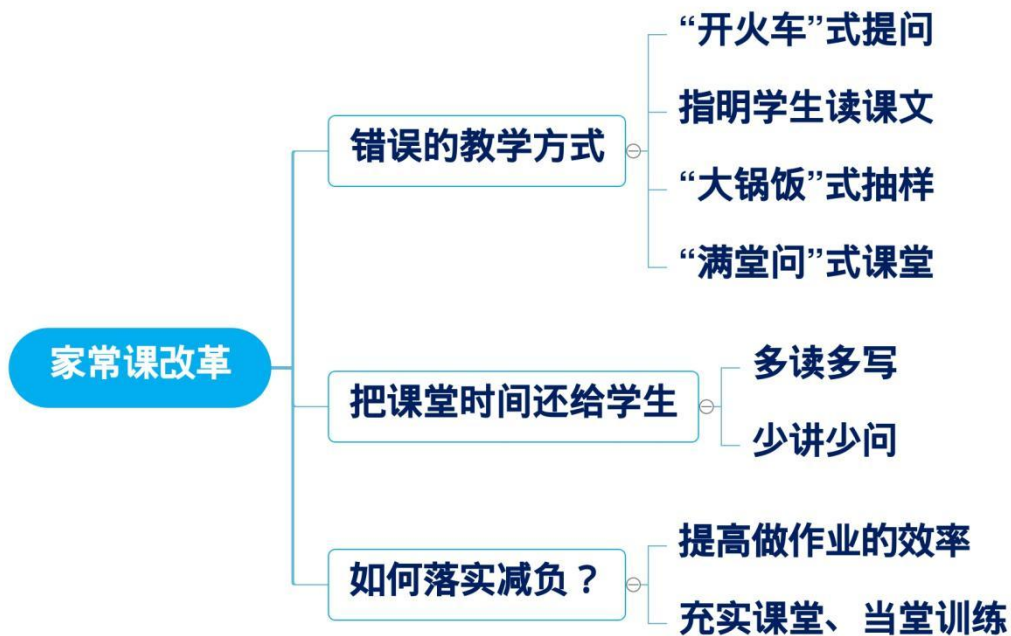 家常课改革
错误的教学方式
“开火车”式提问
指明学生读课文
“大锅饭”式抽样
“满堂问”式课堂
把课堂时间还给学生
多读多写
少讲少问
如何落实减负？
提高做作业的效率
充实课堂、当堂训练